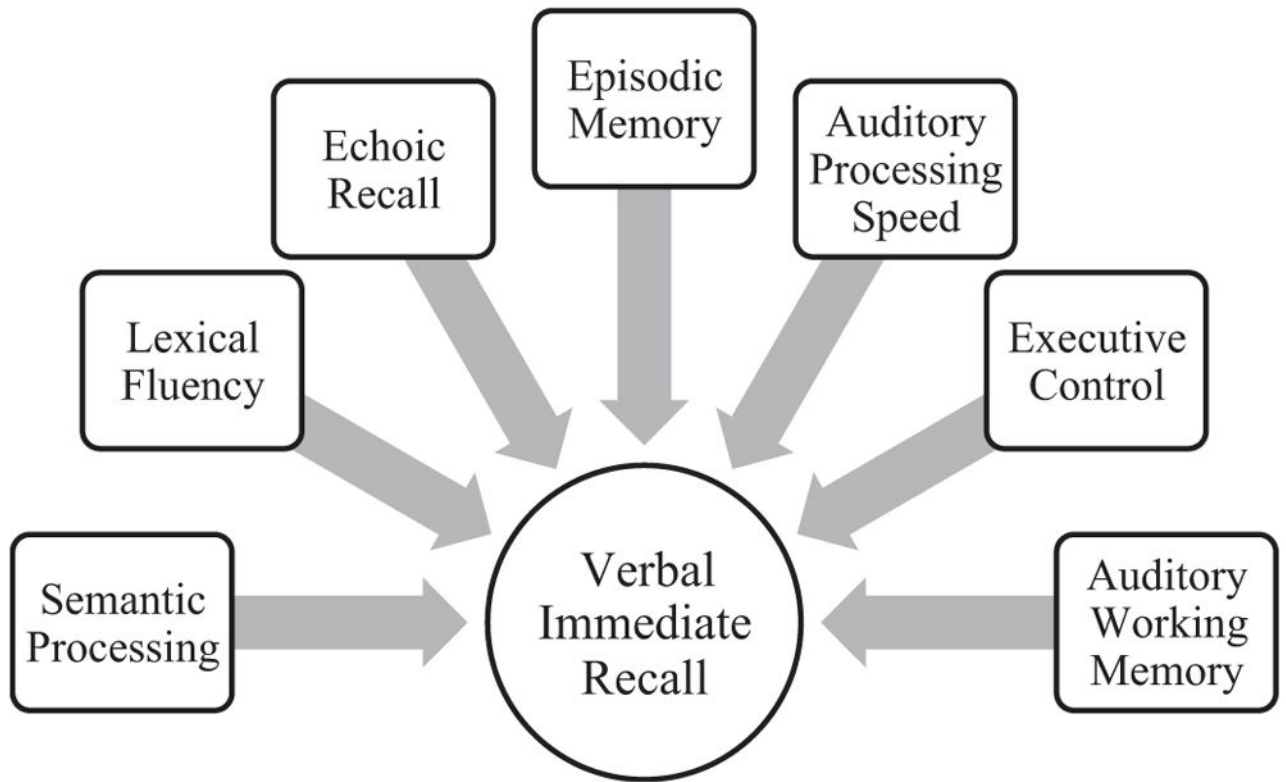 Episodic
Memory
Echoic
Recall
Auditory
Processing
Speed
Lexical
Fluency
Executive
Control
Semantic
Processing
Verbal
Immediate
Recall
Auditory
Working
Memory